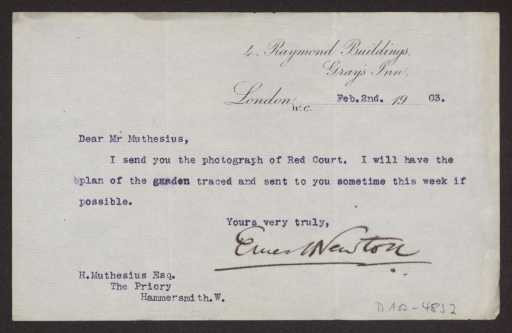 4, Raymond Buildings,
Gray's Inn,
London, W.C. Feb.2nd. 19 03.
Dear Mr Muthesius,
I send you the photograph of Red Court. I will have the
plan of the garden traced and sent to you sometime this week if
possible.
Yours very truly,
Ernest Newton
H.Muthesius Esq.
The Priory
Hammersmith.W.
D 102-4832